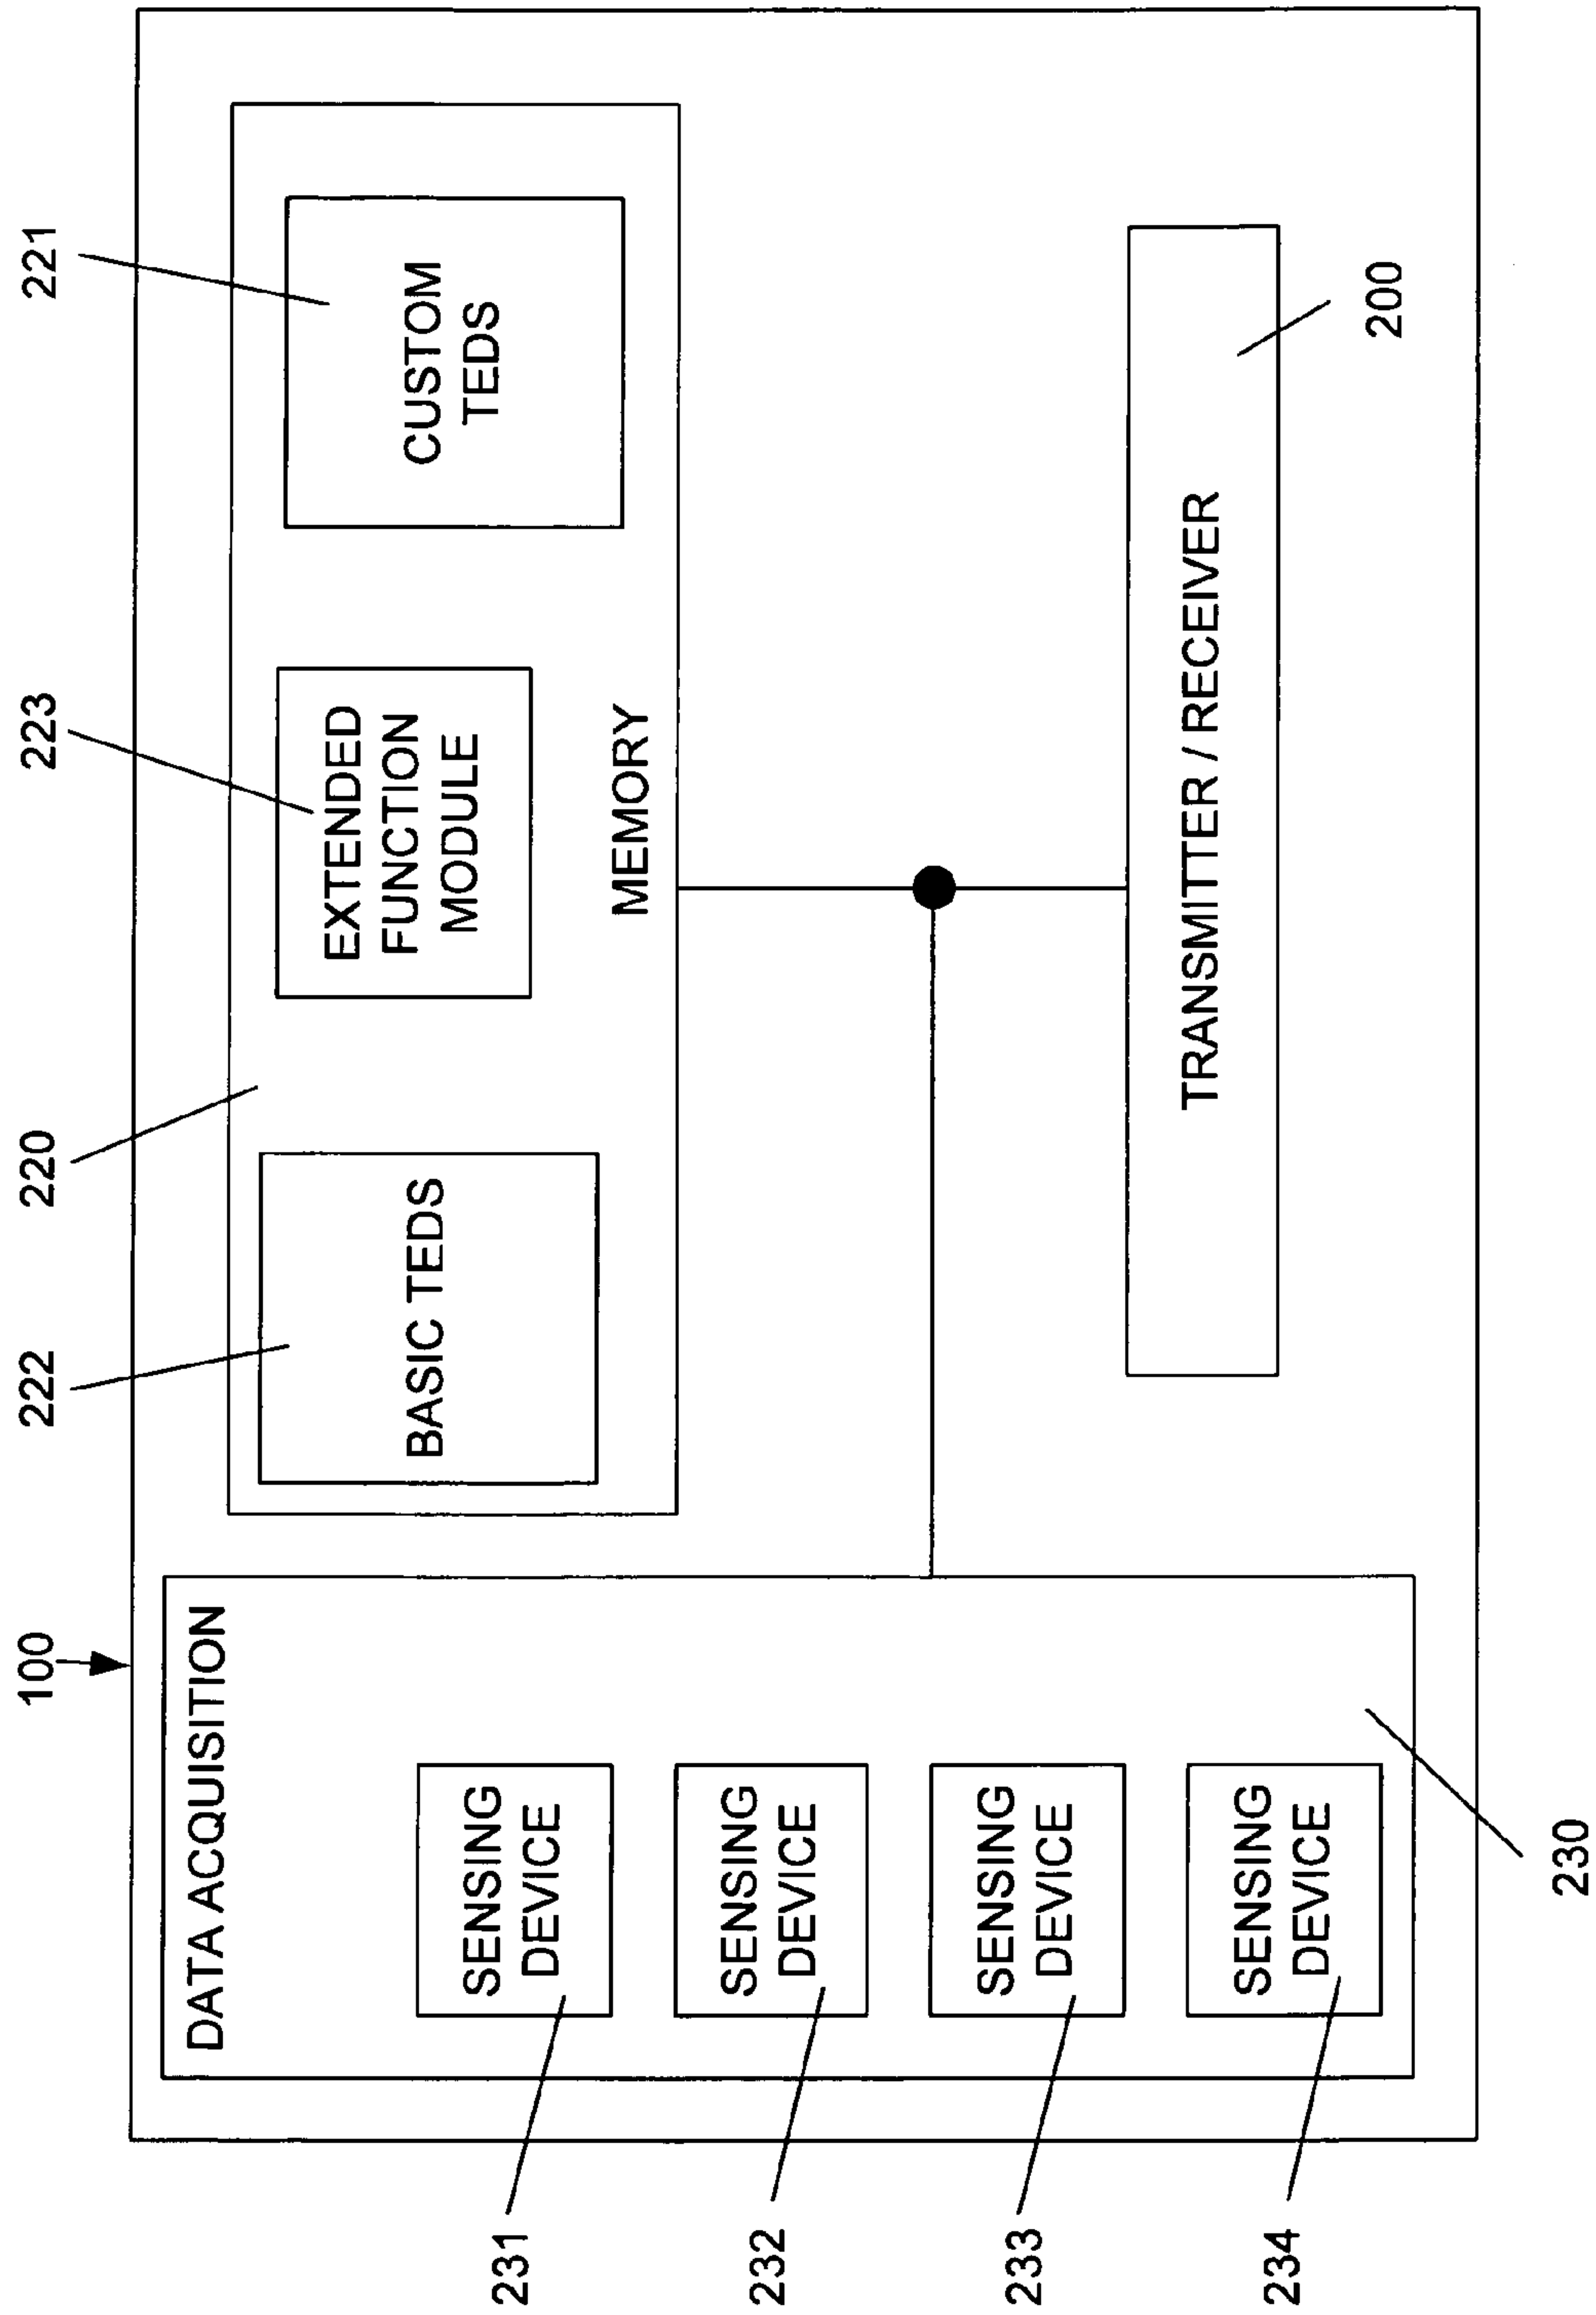 100
222
220
223
221
DATA ACQUISITION
BASIC TEDS
EXTENDED
FUNCTION
MODULE
CUSTOM
TEDS
MEMORY
231
SENSING
DEVICE
232
SENSING
DEVICE
233
SENSING
DEVICE
234
SENSING
DEVICE
TRANSMITTER / RECEIVER
200
230